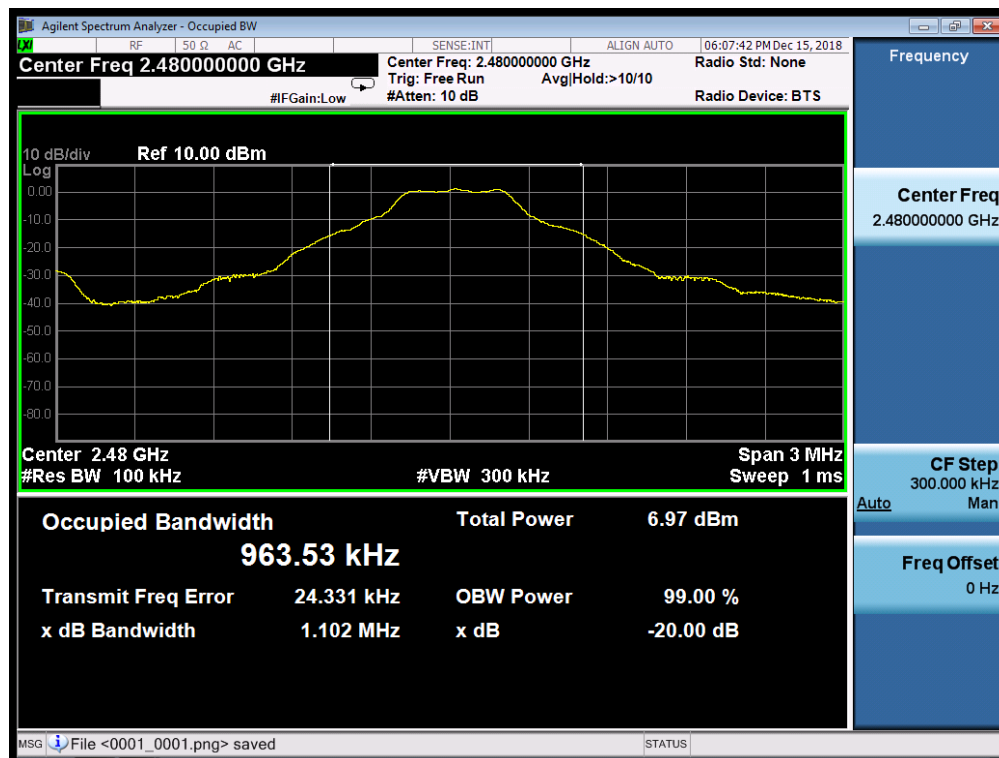 Agilent Spectrum Analyzer - Occupied BW
LXI RF 50 Ω AC SENSE:INT ALIGN AUTO 06:07:42 PM Dec 15, 2018
Center Freq 2.480000000 GHz
Center Freq: 2.480000000 GHz
Radio Std: None
Trig: Free Run Avg|Hold:>10/10
#IFGain:Low
#Atten: 10 dB
Radio Device: BTS
10 dB/div Ref 10.00 dBm
Log
0.00
-10.0
-20.0
-30.0
-40.0
-50.0
-60.0
-70.0
-80.0
Center 2.48 GHz Span 3 MHz
#Res BW 100 kHz #VBW 300 kHz Sweep 1 ms
Occupied Bandwidth Total Power 6.97 dBm
963.53 kHz
Transmit Freq Error 24.331 kHz OBW Power 99.00 %
x dB Bandwidth 1.102 MHz x dB -20.00 dB
Frequency
Center Freq
2.480000000 GHz
CF Step
300.000 kHz
Auto Man
Freq Offset
0 Hz
MSG File <0001_0001.png> saved STATUS